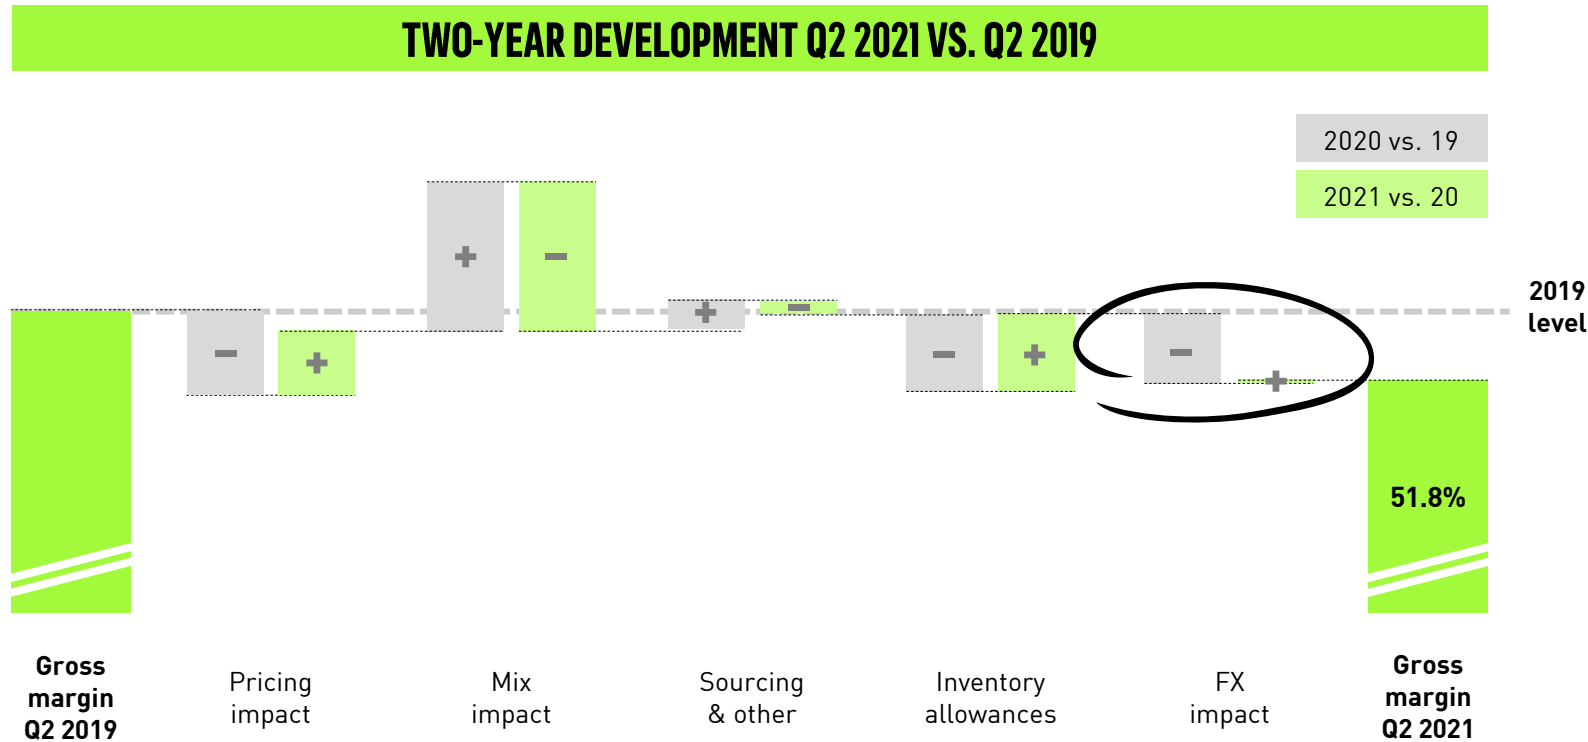 TWO-YEAR DEVELOPMENT Q2 2021 VS. Q2 2019
2020 vs. 19
2021 vs. 20
2019
level
+
−
+
−
−
+
−
+
−
+
51.8%
Gross
margin
Q2 2019
Pricing
impact
Mix
impact
Sourcing
& other
Inventory
allowances
FX
impact
Gross
margin
Q2 2021